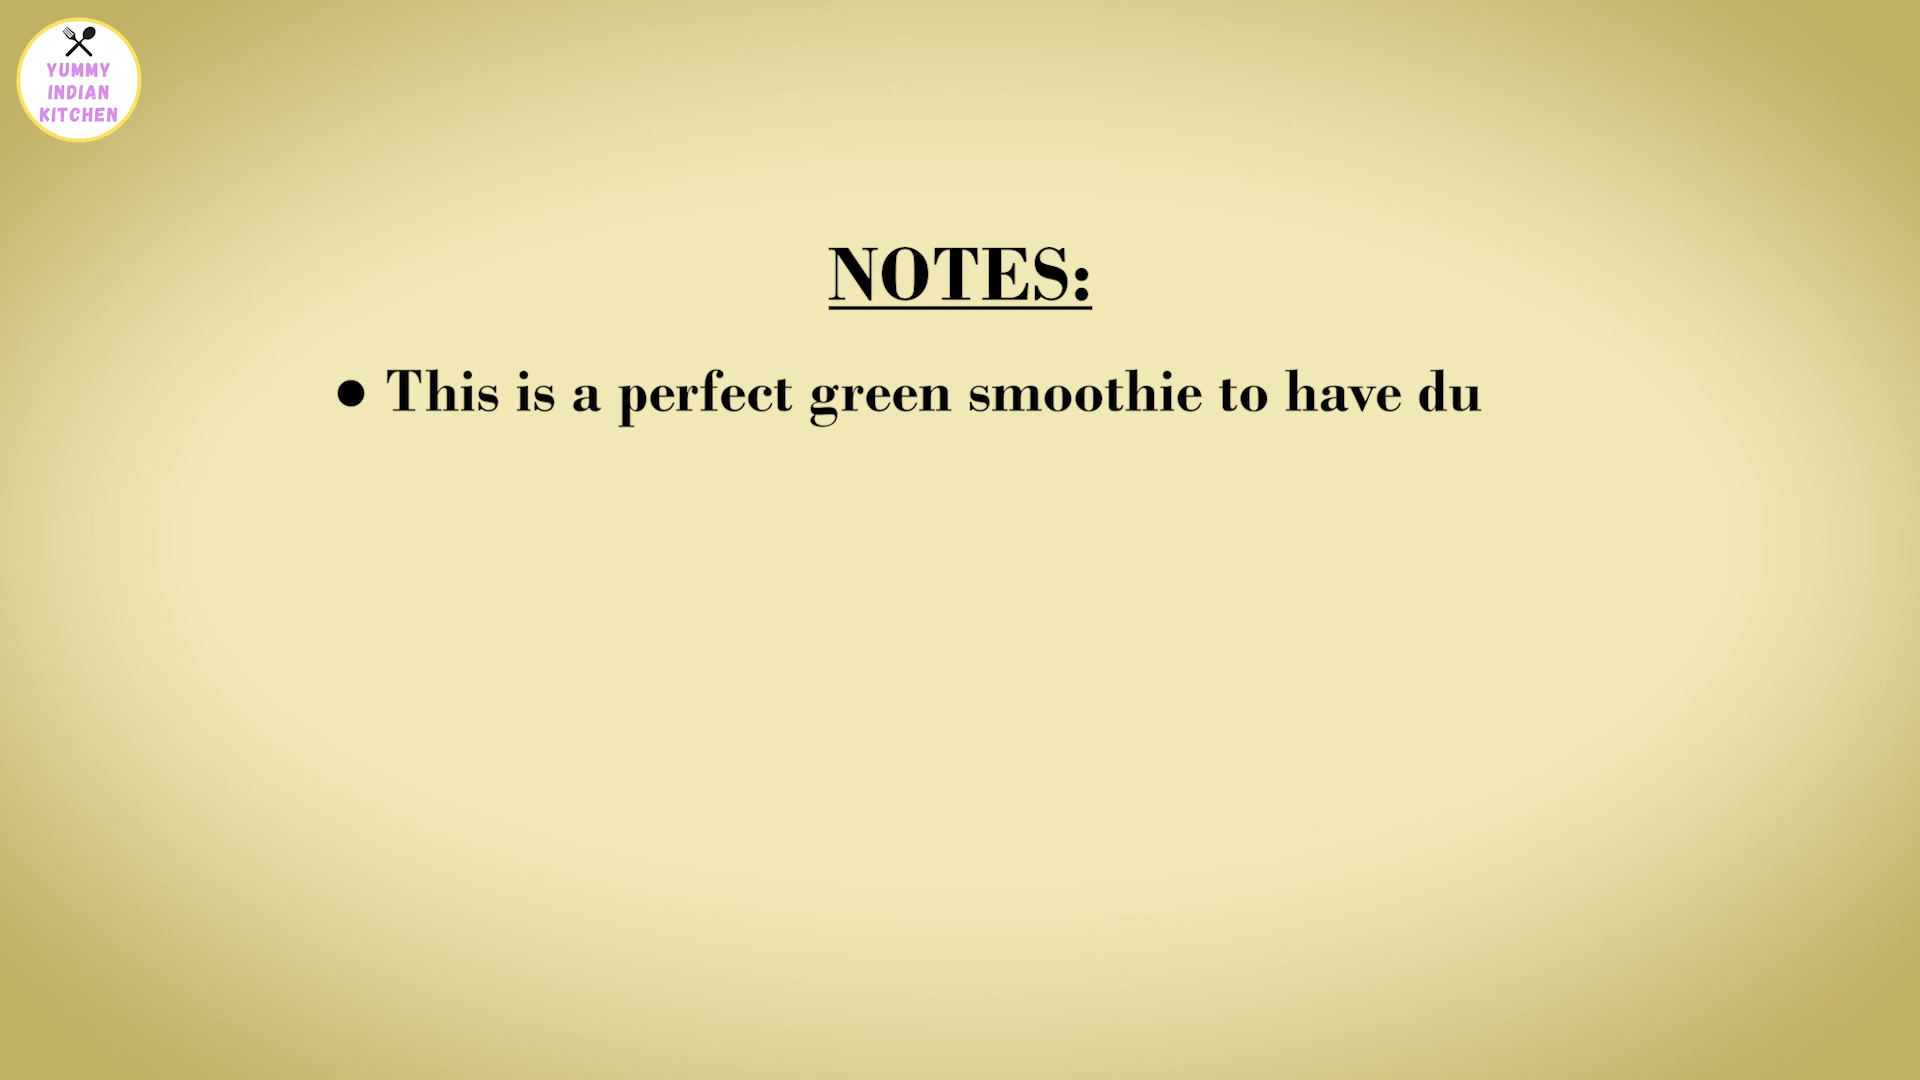 YUMMY
INDIAN
KITCHEN
NOTES:
● This is a perfect green smoothie to have du